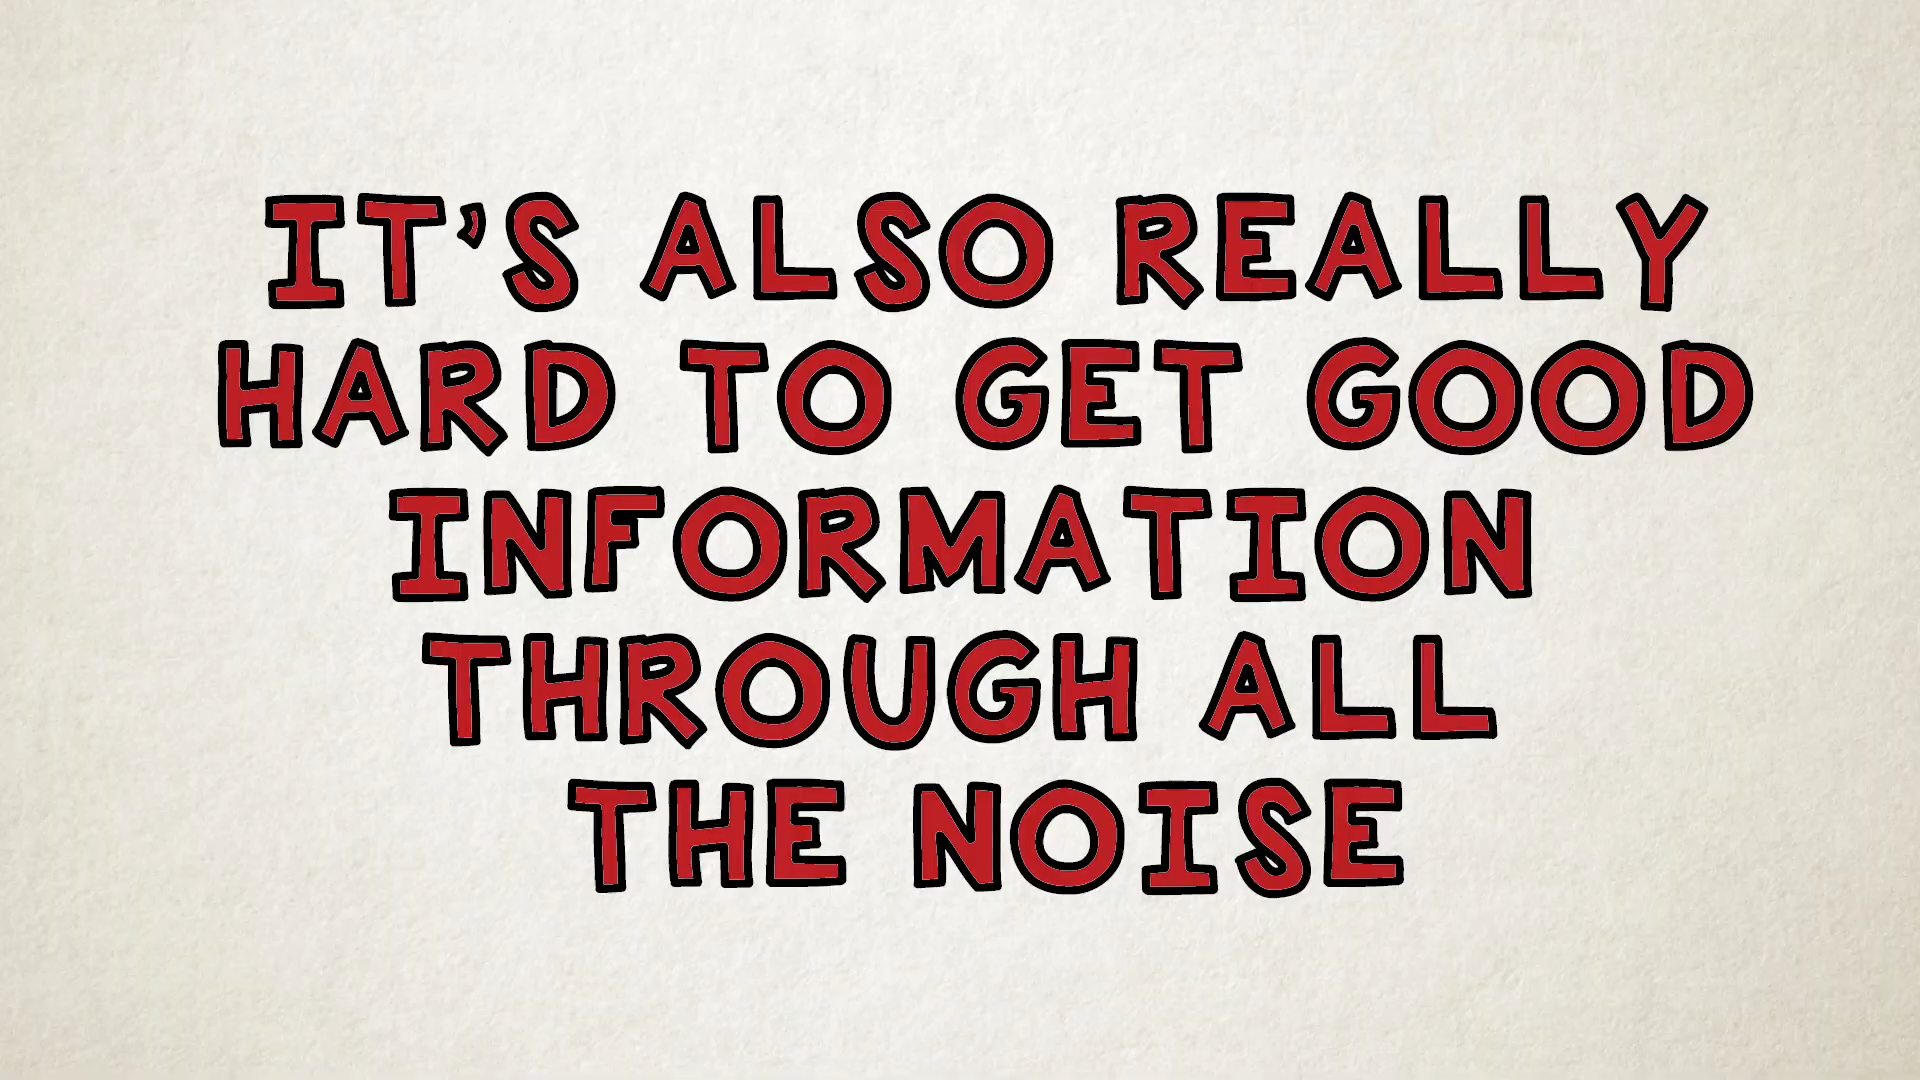 IT'S ALSO REALLY
HARD TO GET GOOD
INFORMATION
THROUGH ALL
THE NOISE